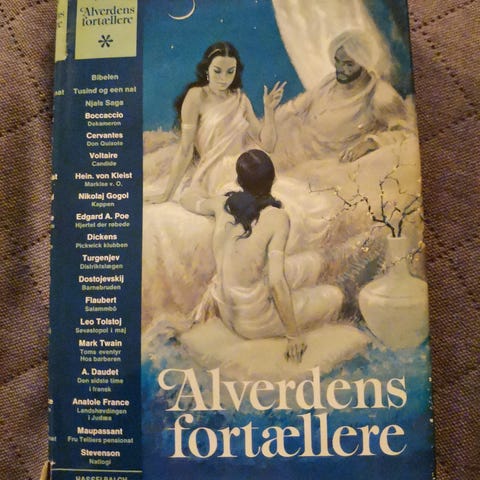 Alverdens
fortællere
*
Bibelen
Tusind og een nat
Njals Saga
Boccaccio
Dekameron
Cervantes
Don Quixote
Voltaire
Candide
Hein. von Kleist
Markise v. O.
Nikolaj Gogol
Kappen
Edgard A. Poe
Hjertet der røbede
Dickens
Pickwick klubben
Turgenjev
Distriktslægen
Dostojevskij
Barnebruden
Flaubert
Salammbô
Leo Tolstoj
Sevastopol i maj
Mark Twain
Toms eventyr
Hos barberen
A. Daudet
Den sidste time
i fransk
Anatole France
Landshøvdingen
i Judæa
Maupassant
Fru Telliers pensionat
Stevenson
Natlogi
HASSELBALCH
Alverdens
fortællere